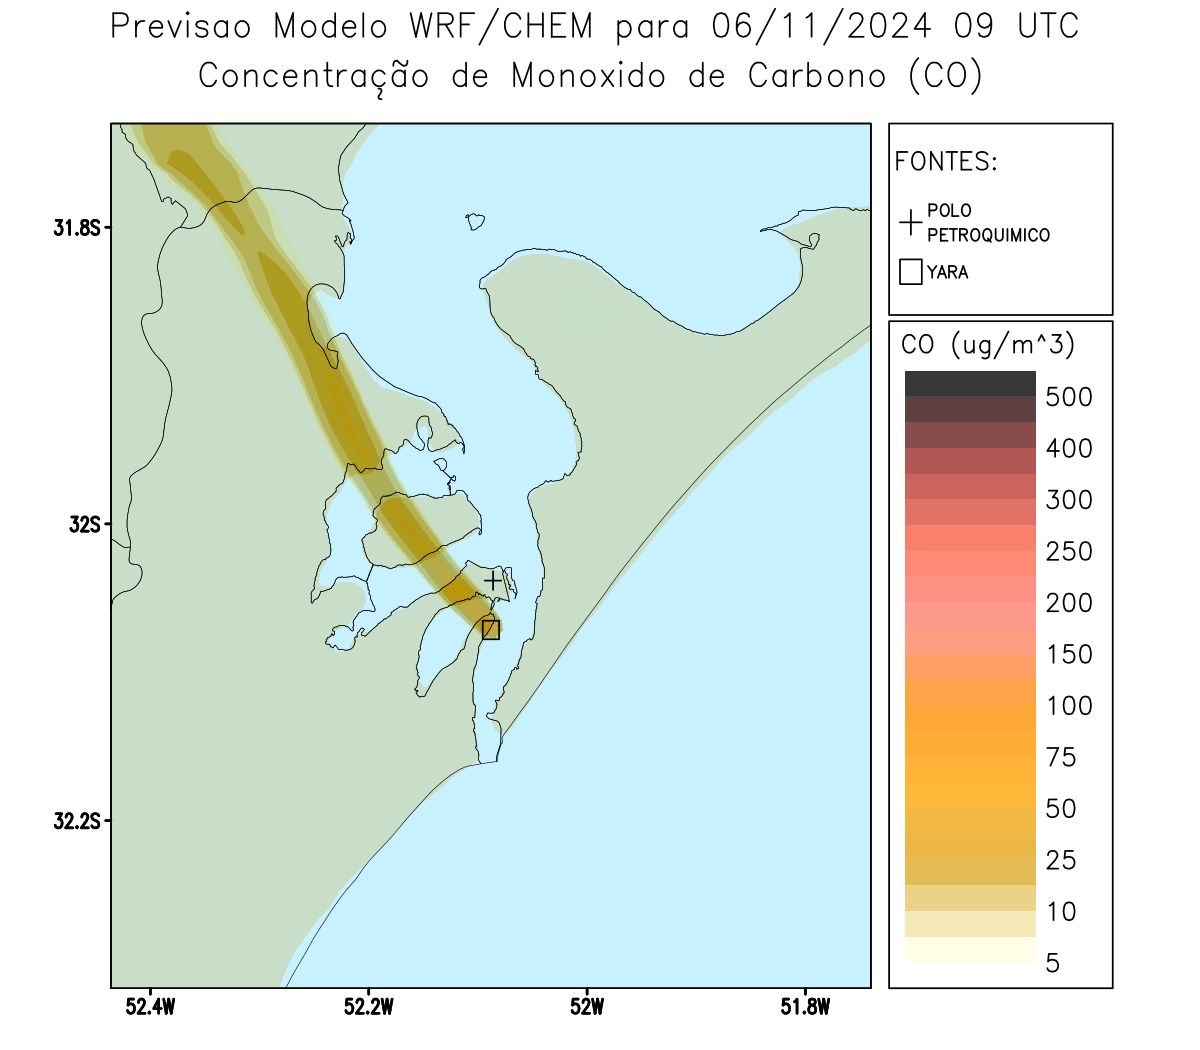 Previsao Modelo WRF/CHEM para 06/11/2024 09 UTC
Concentração de Monoxido de Carbono (CO)
FONTES:
POLO
PETROQUIMICO
YARA
CO (ug/m^3)
500
400
300
250
200
150
100
75
50
25
10
5
31.8S
32S
32.2S
52.4W
52.2W
52W
51.8W